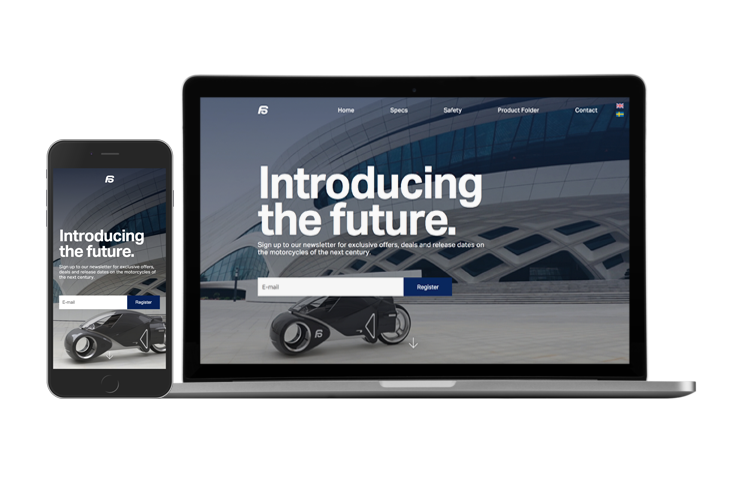 Introducing
the future.
Sign up to our newsletter for exclusive offers,
deals and release dates on the motorcycles of
the next century.
E-mail
Register
Home
Specs
Safety
Product Folder
Contact
Introducing
the future.
Sign up to our newsletter for exclusive offers, deals and release dates on
the motorcycles of the next century.
E-mail
Register